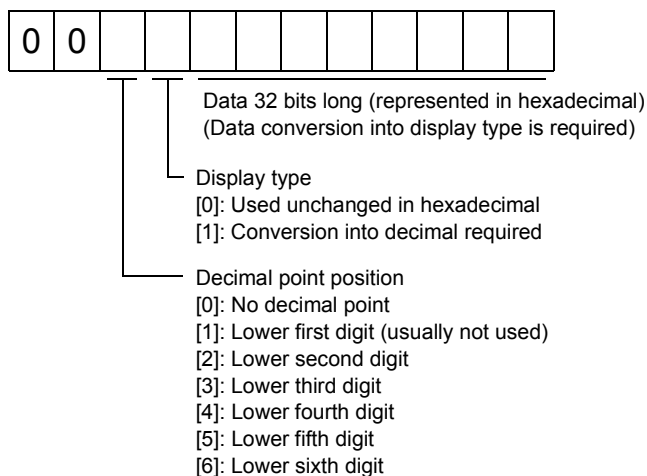 0 0
Data 32 bits long (represented in hexadecimal)
(Data conversion into display type is required)
Display type
[0]: Used unchanged in hexadecimal
[1]: Conversion into decimal required
Decimal point position
[0]: No decimal point
[1]: Lower first digit (usually not used)
[2]: Lower second digit
[3]: Lower third digit
[4]: Lower fourth digit
[5]: Lower fifth digit
[6]: Lower sixth digit